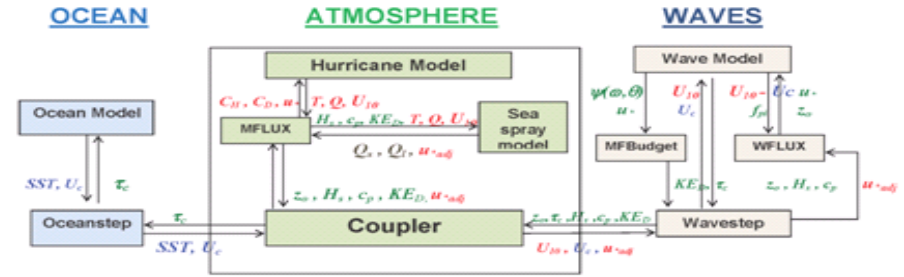 OCEAN
ATMOSPHERE
WAVES
Hurricane Model
Wave Model
Ocean Model
C_H , C_D , u* T, Q, U_10
ψ(ω,θ)
u*
U_10
U_c
U_10 U_c u*
f_pi z_o
MFLUX
H_s , c_p , KE_D, T, Q, U_10
Sea
spray
model
Q_s , Q_l , u*adj
MFBudget
WFLUX
SST, U_c τ_c
z_o , H_s , c_p , KE_D, u*adj
KE_D, τ_c
z_o , H_s , c_p u*adj
Oceanstep
τ_c
SST, U_c
Coupler
z_o, τ_c ,H_s ,c_p ,KE_D
U_10 , U_c , u*adj
Wavestep